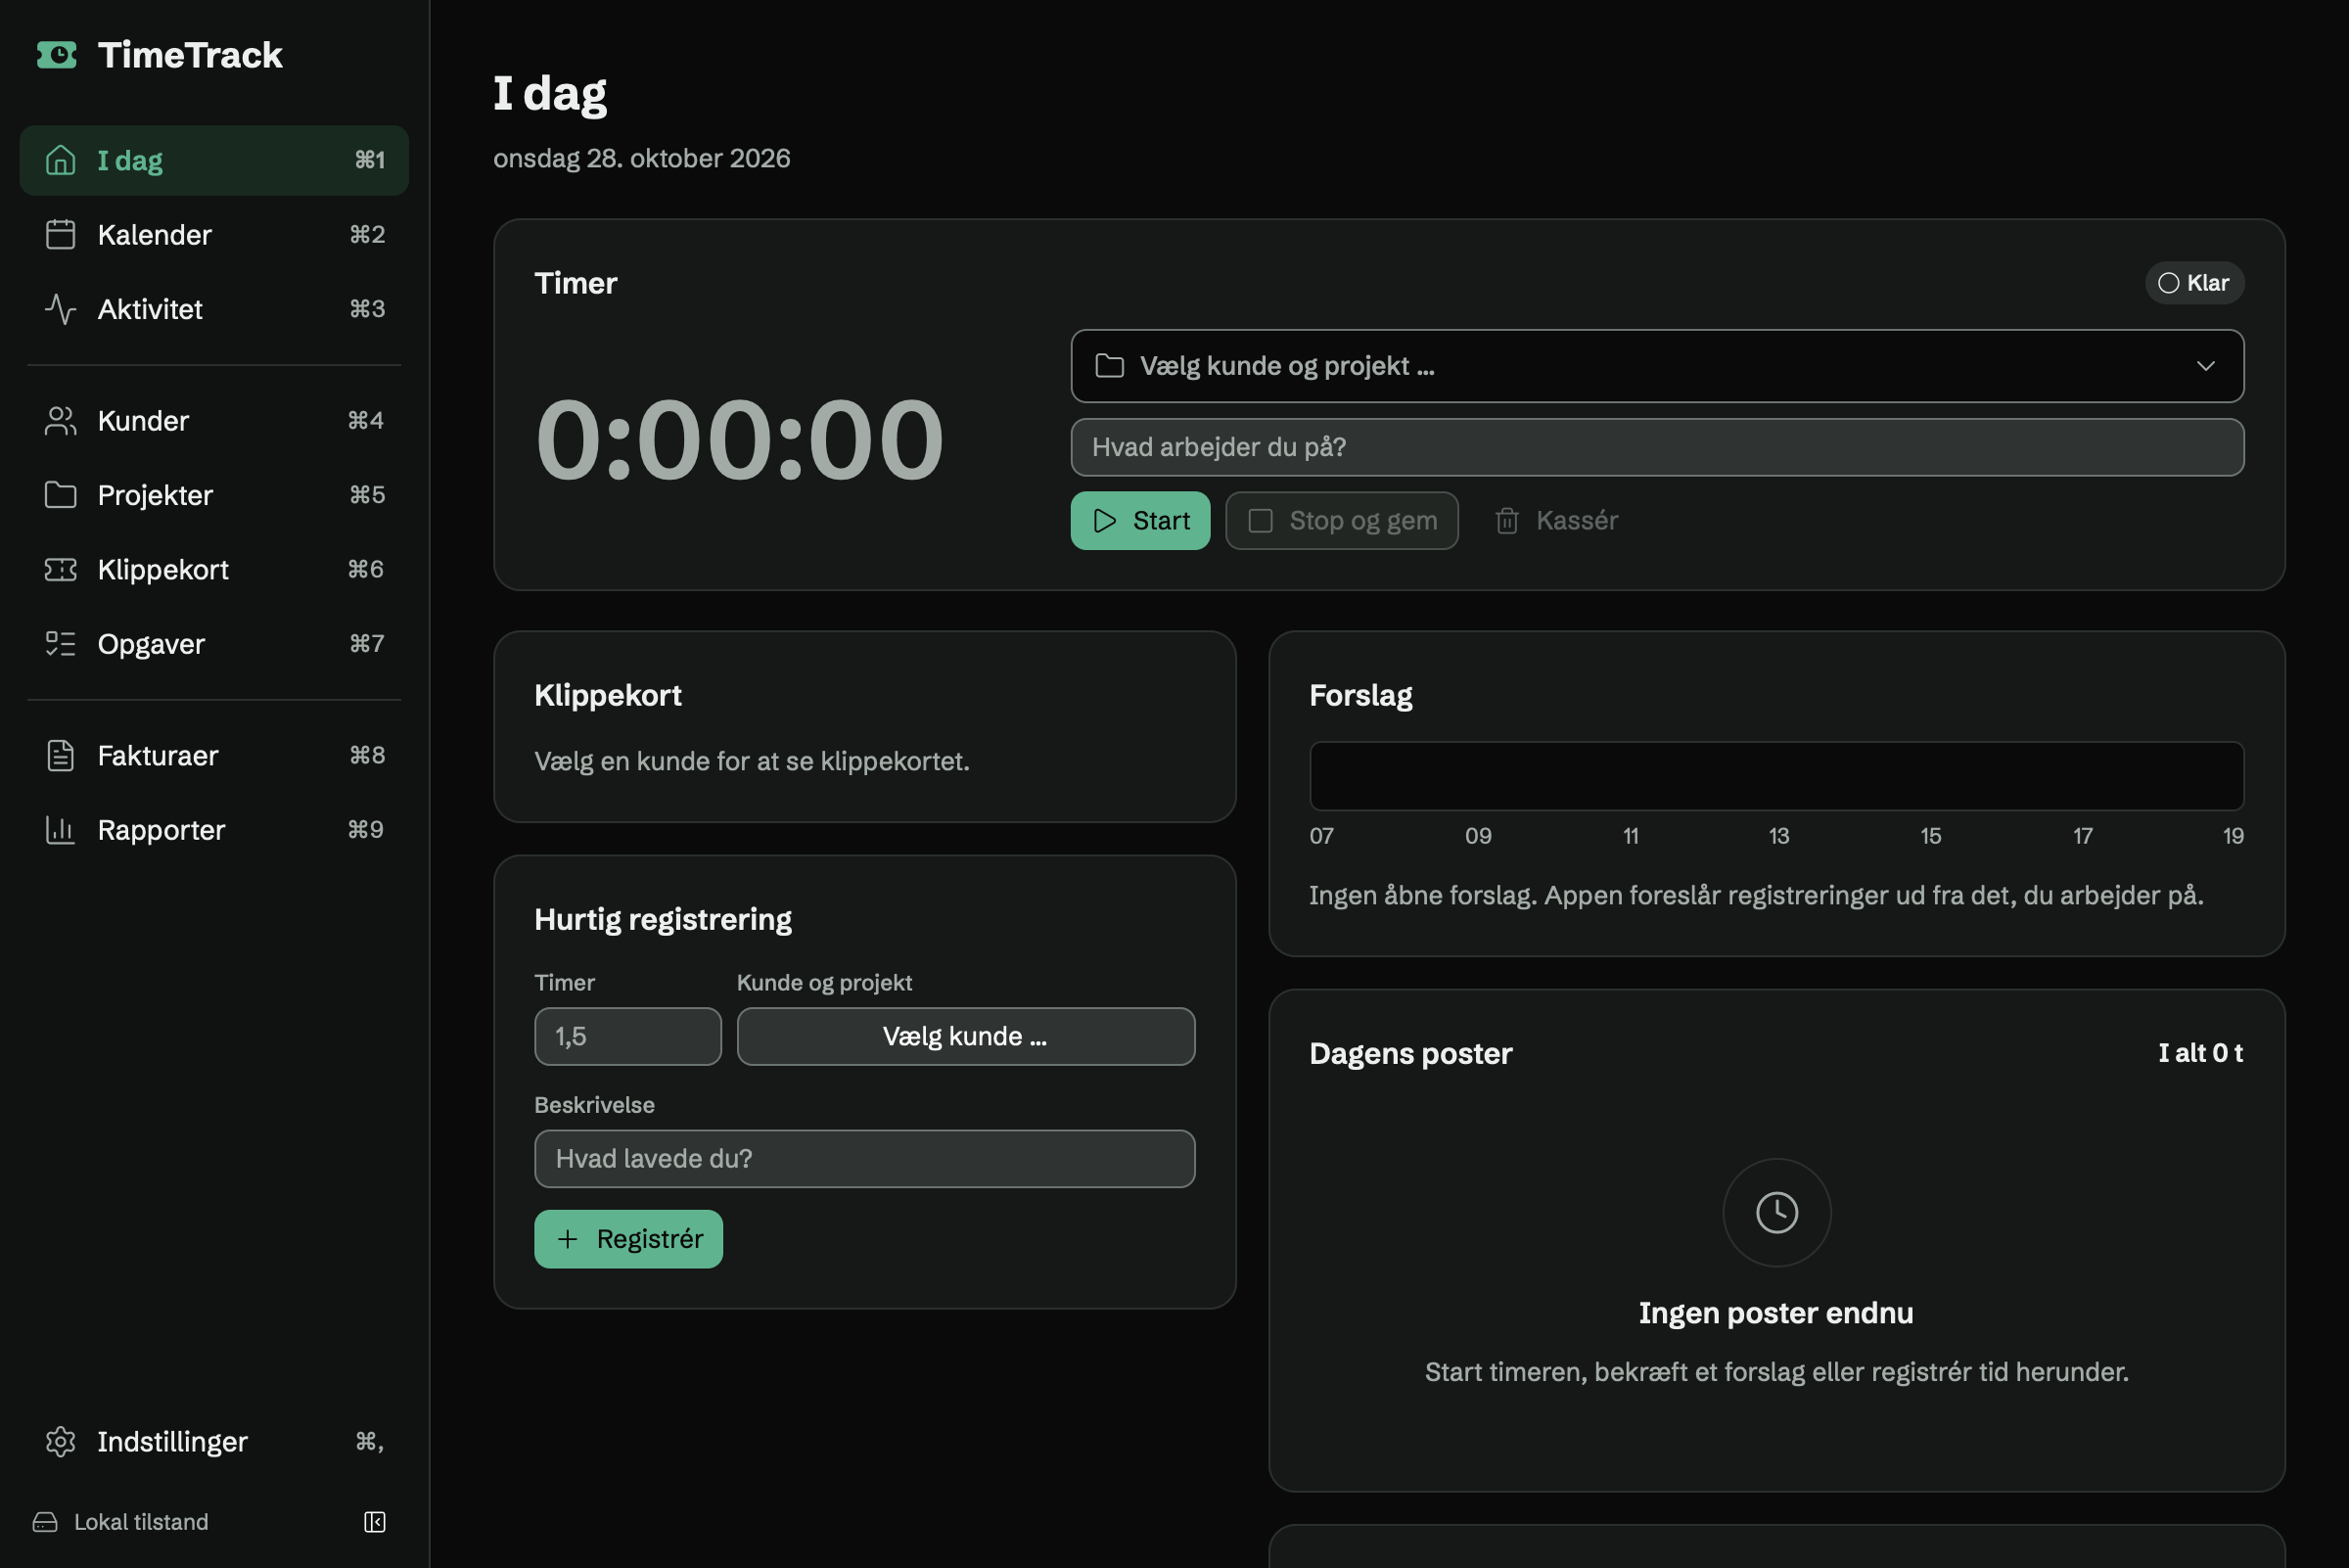 TimeTrack
I dag ⌘1
Kalender ⌘2
Aktivitet ⌘3
Kunder ⌘4
Projekter ⌘5
Klippekort ⌘6
Opgaver ⌘7
Fakturaer ⌘8
Rapporter ⌘9
Indstillinger ⌘,
Lokal tilstand
I dag
onsdag 28. oktober 2026
Timer
Klar
0:00:00
Vælg kunde og projekt ...
Hvad arbejder du på?
Start
Stop og gem
Kassér
Klippekort
Vælg en kunde for at se klippekortet.
Hurtig registrering
Timer
Kunde og projekt
1,5
Vælg kunde ...
Beskrivelse
Hvad lavede du?
Registrér
Forslag
07 09 11 13 15 17 19
Ingen åbne forslag. Appen foreslår registreringer ud fra det, du arbejder på.
Dagens poster
I alt 0 t
Ingen poster endnu
Start timeren, bekræft et forslag eller registrér tid herunder.